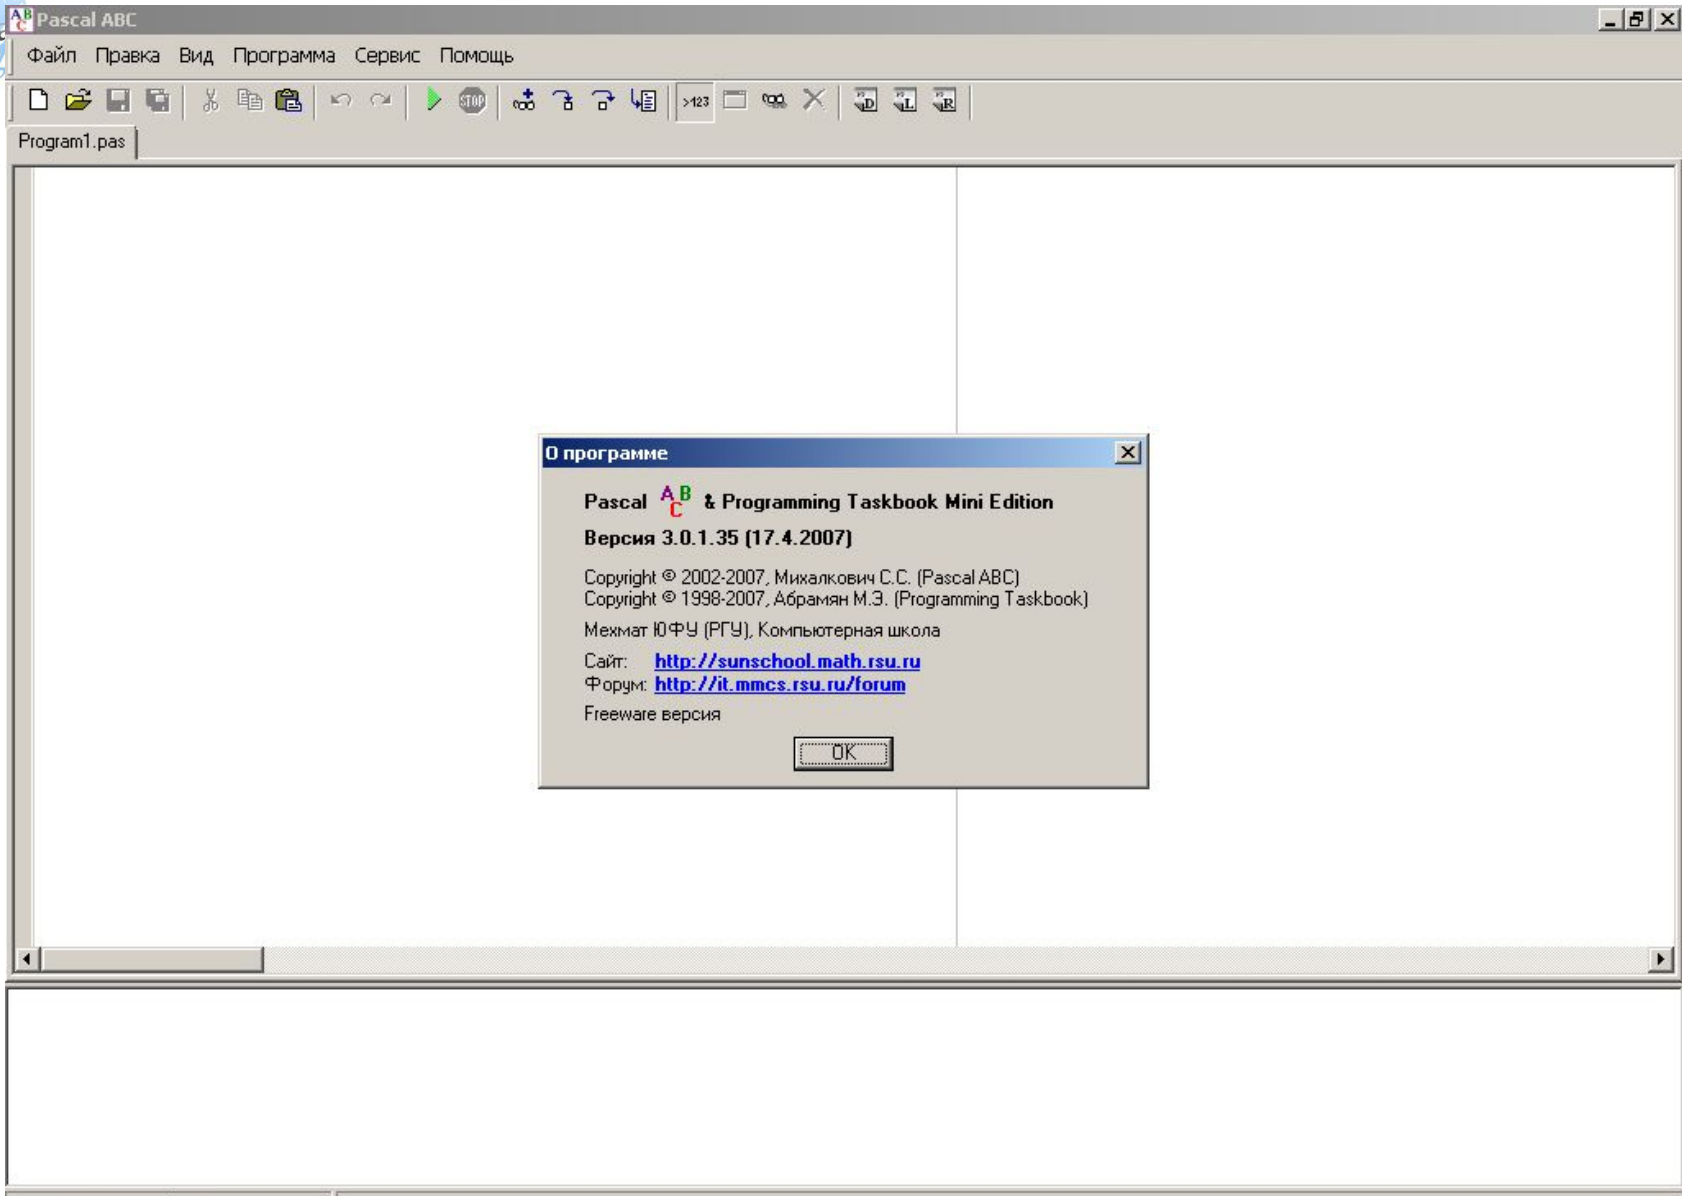 Pascal ABC
Файл Правка Вид Программа Сервис Помощь
STOP >123 D L R
Program1.pas
О программе
Pascal ABC & Programming Taskbook Mini Edition
Версия 3.0.1.35 (17.4.2007)
Copyright © 2002-2007, Михалкович С.С. (Pascal ABC)
Copyright © 1998-2007, Абрамян М.Э. (Programming Taskbook)
Мехмат ЮФУ (РГУ), Компьютерная школа
Сайт: http://sunschool.math.rsu.ru
Форум: http://it.mmcs.rsu.ru/forum
Freeware версия
OK